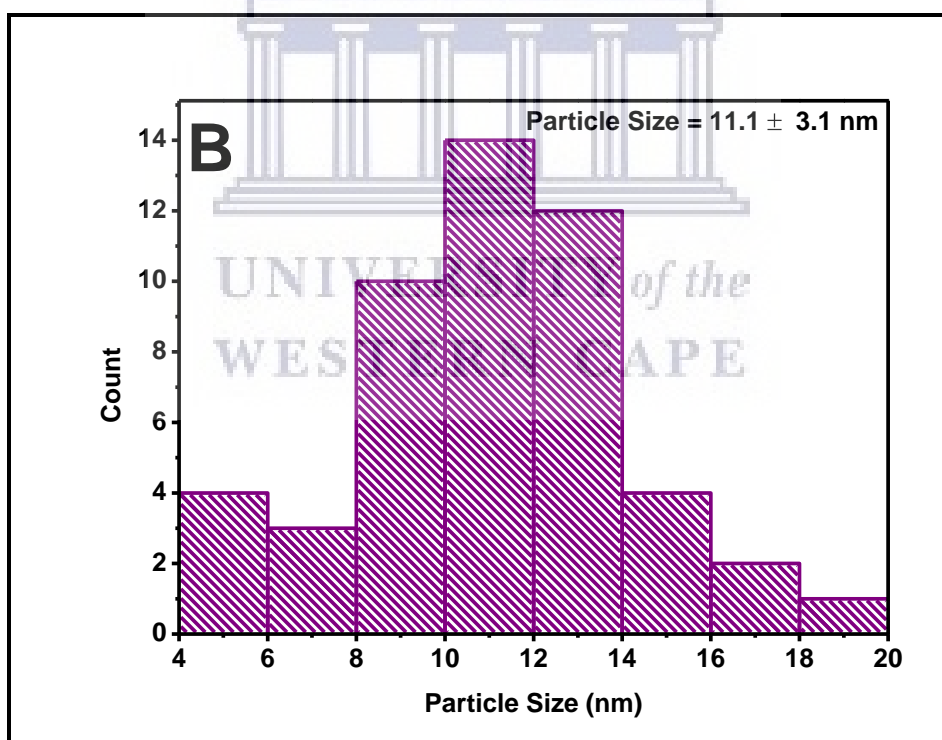 B
Particle Size = 11.1 ± 3.1 nm
14
12
10
8
6
4
2
0
Count
4 6 8 10 12 14 16 18 20
Particle Size (nm)
UNIVERSITY of the
WESTERN CAPE